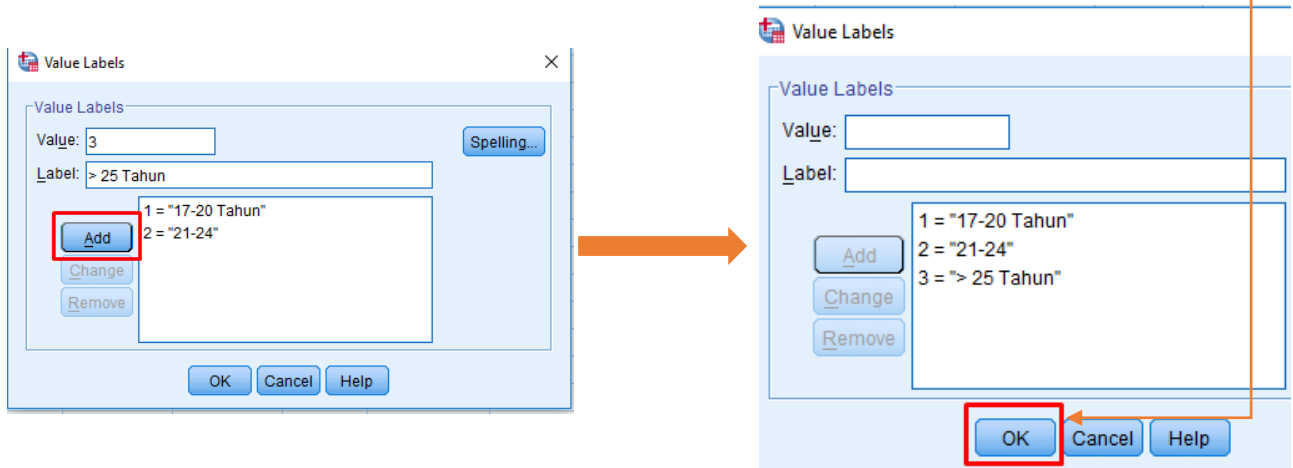 Value Labels
Value Labels
Value: 3
Spelling...
Label: > 25 Tahun
1 = "17-20 Tahun"
2 = "21-24"
Add
Change
Remove
OK Cancel Help
Value Labels
Value Labels
Value:
Label:
1 = "17-20 Tahun"
2 = "21-24"
3 = "> 25 Tahun"
Add
Change
Remove
OK Cancel Help